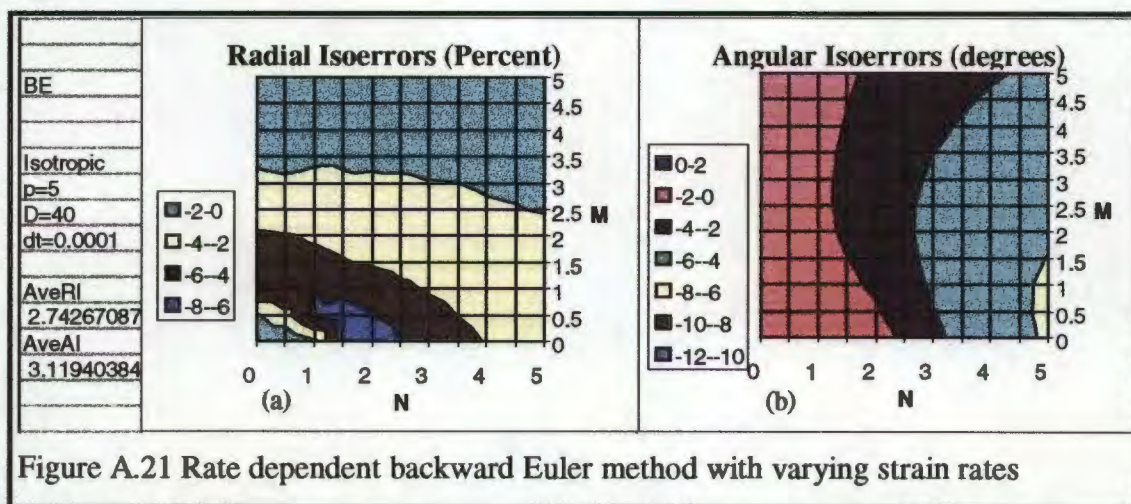 BE
Isotropic
p=5
D=40
dt=0.0001
AveRI
2.74267087
AveAI
3.11940384
Radial Isoerrors (Percent)
-2-0
-4--2
-6--4
-8--6
5
4.5
4
3.5
3
2.5
2
1.5
1
0.5
0
M
0 1 2 3 4 5
(a) N
Angular Isoerrors (degrees)
0-2
-2-0
-4--2
-6--4
-8--6
-10--8
-12--10
5
4.5
4
3.5
3
2.5
2
1.5
1
0.5
0
M
0 1 2 3 4 5
(b) N
Figure A.21 Rate dependent backward Euler method with varying strain rates